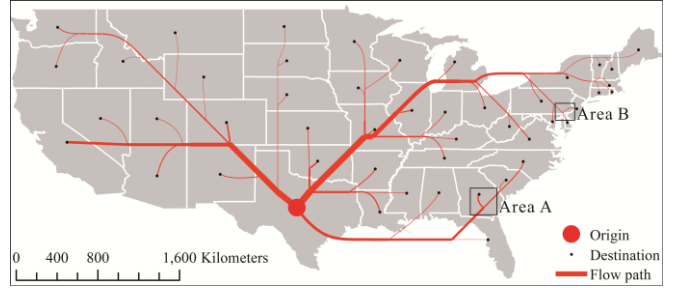 Area B
Area A
Origin
0 400 800 1,600 Kilometers
Destination
Flow path